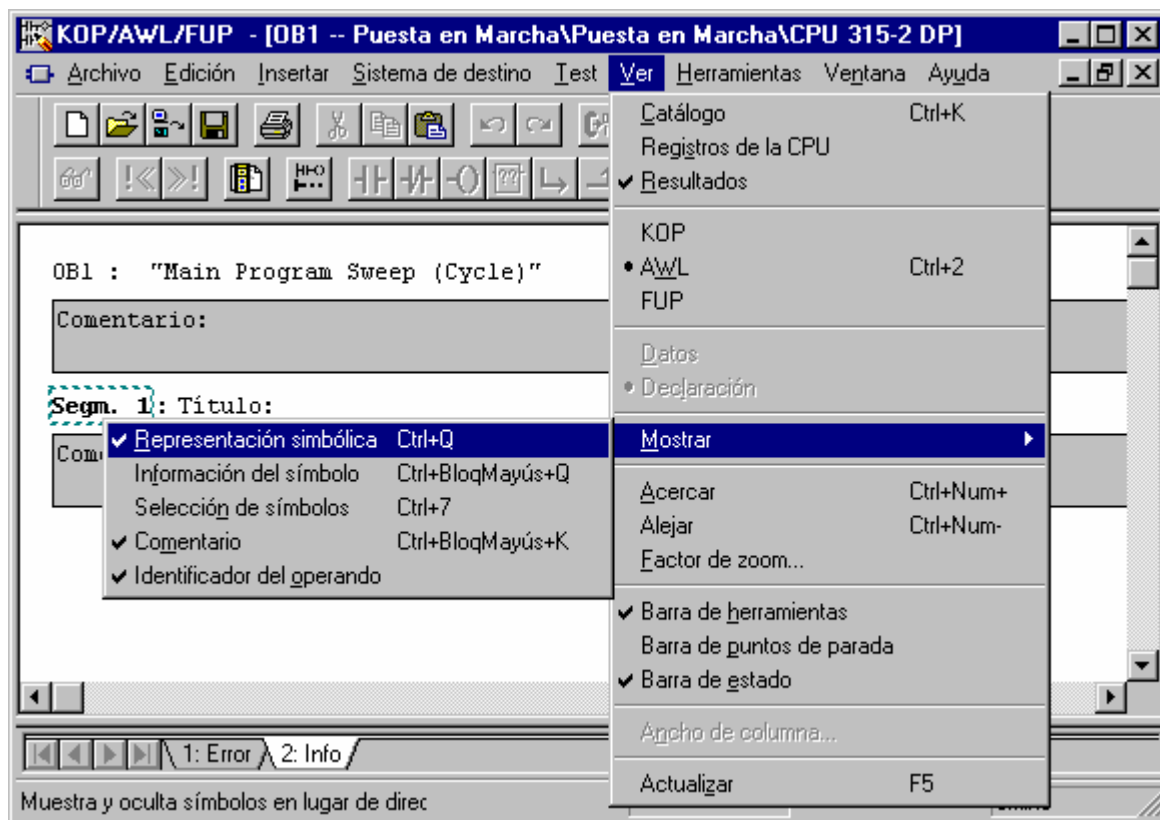 KOP/AWL/FUP - [OB1 -- Puesta en Marcha\Puesta en Marcha\CPU 315-2 DP]
Archivo Edición Insertar Sistema de destino Test Ver Herramientas Ventana Ayuda
OB1 : "Main Program Sweep (Cycle)"
Comentario:
Segm. 1: Título:
Representación simbólica Ctrl+Q
Información del símbolo Ctrl+BloqMayús+Q
Selección de símbolos Ctrl+7
Comentario Ctrl+BloqMayús+K
Identificador del operando
Catálogo Ctrl+K
Registros de la CPU
Resultados
KOP
AWL Ctrl+2
FUP
Datos
Declaración
Mostrar
Acercar Ctrl+Num+
Alejar Ctrl+Num-
Factor de zoom...
Barra de herramientas
Barra de puntos de parada
Barra de estado
Ancho de columna...
Actualizar F5
1: Error 2: Info
Muestra y oculta símbolos en lugar de direc